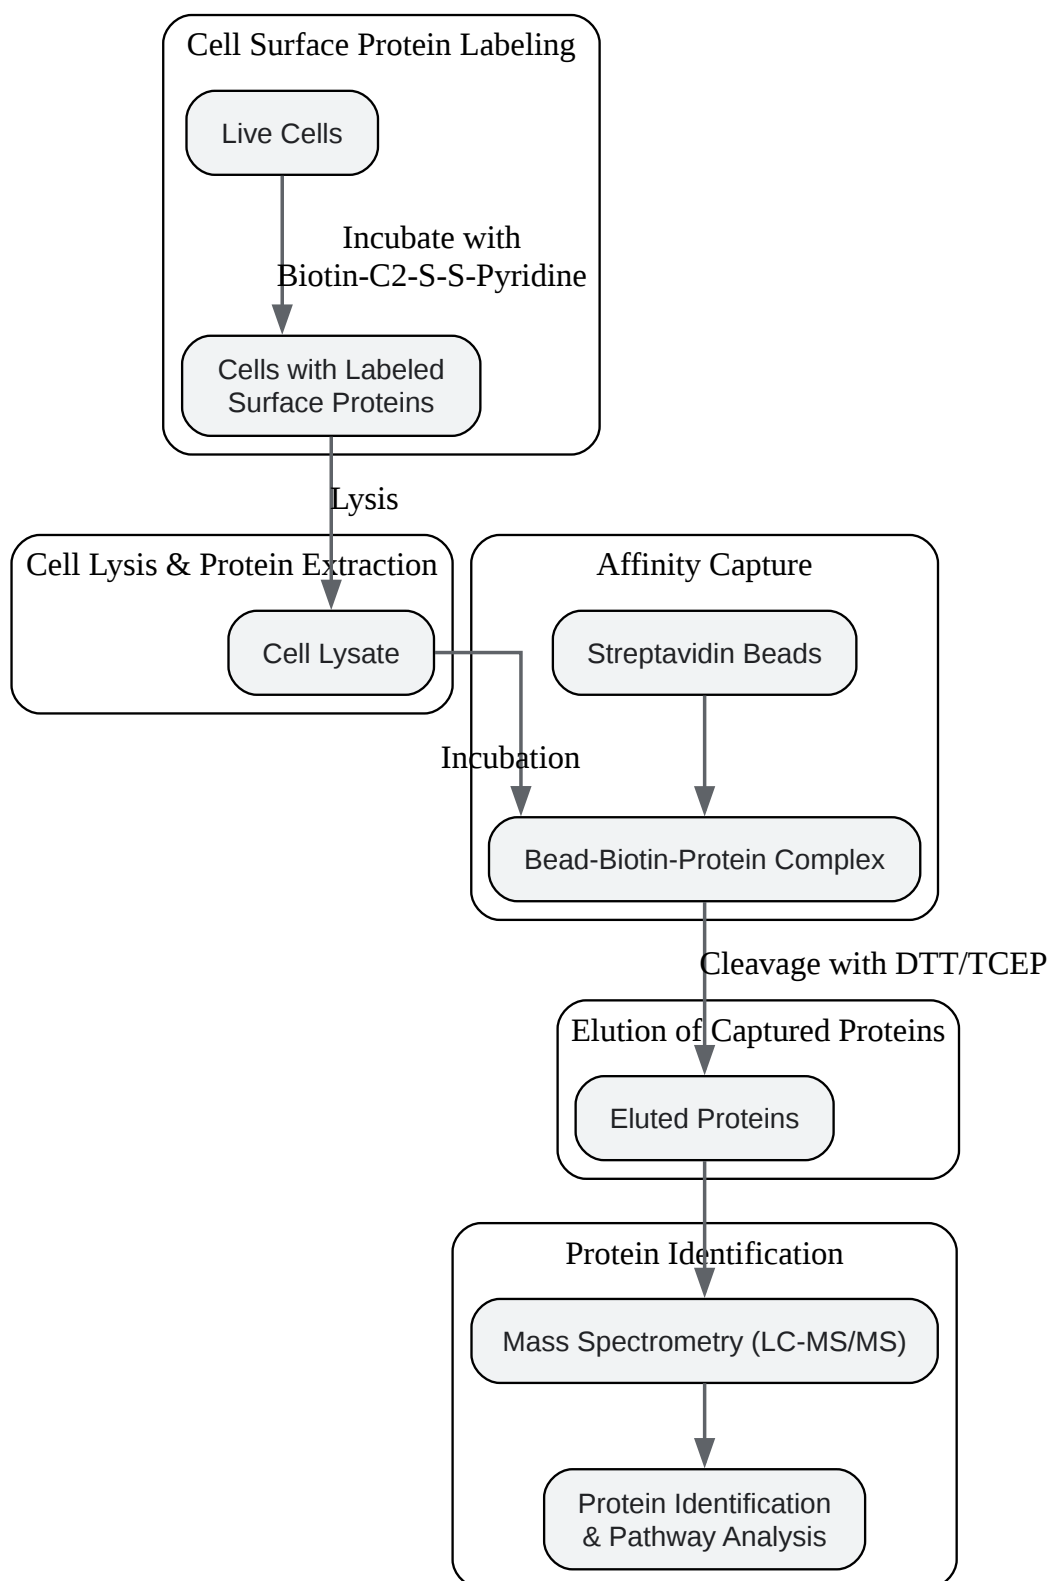 Cell Surface Protein Labeling
Live Cells
Incubate with
Biotin-C2-S-S-Pyridine
Cells with Labeled
Surface Proteins
Lysis
Cell Lysis & Protein Extraction
Cell Lysate
Affinity Capture
Streptavidin Beads
Incubation
Bead-Biotin-Protein Complex
Cleavage with DTT/TCEP
Elution of Captured Proteins
Eluted Proteins
Protein Identification
Mass Spectrometry (LC-MS/MS)
Protein Identification
& Pathway Analysis